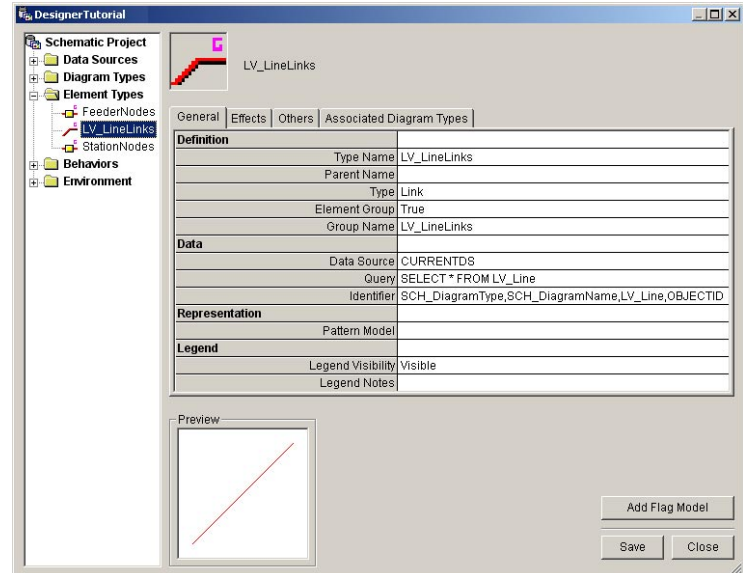 DesignerTutorial
Schematic Project
Data Sources
Diagram Types
Element Types
FeederNodes
LV_LineLinks
StationNodes
Behaviors
Environment
G
LV_LineLinks
General Effects Others Associated Diagram Types
Definition
Type Name LV_LineLinks
Parent Name
Type Link
Element Group True
Group Name LV_LineLinks
Data
Data Source CURRENTDS
Query SELECT * FROM LV_Line
Identifier SCH_DiagramType,SCH_DiagramName,LV_Line,OBJECTID
Representation
Pattern Model
Legend
Legend Visibility Visible
Legend Notes
Preview
Add Flag Model
Save Close